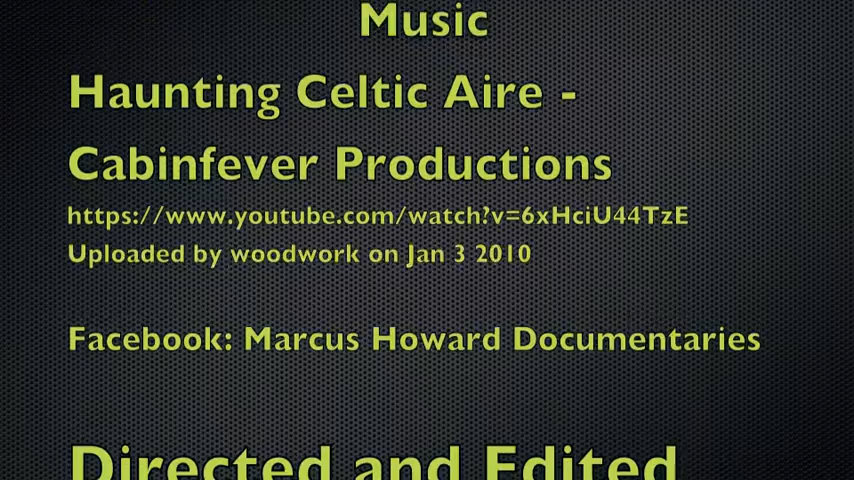 Music
Haunting Celtic Aire -
Cabinfever Productions
https://www.youtube.com/watch?v=6xHciU44TzE
Uploaded by woodwork on Jan 3 2010
Facebook: Marcus Howard Documentaries
Directed and Edited